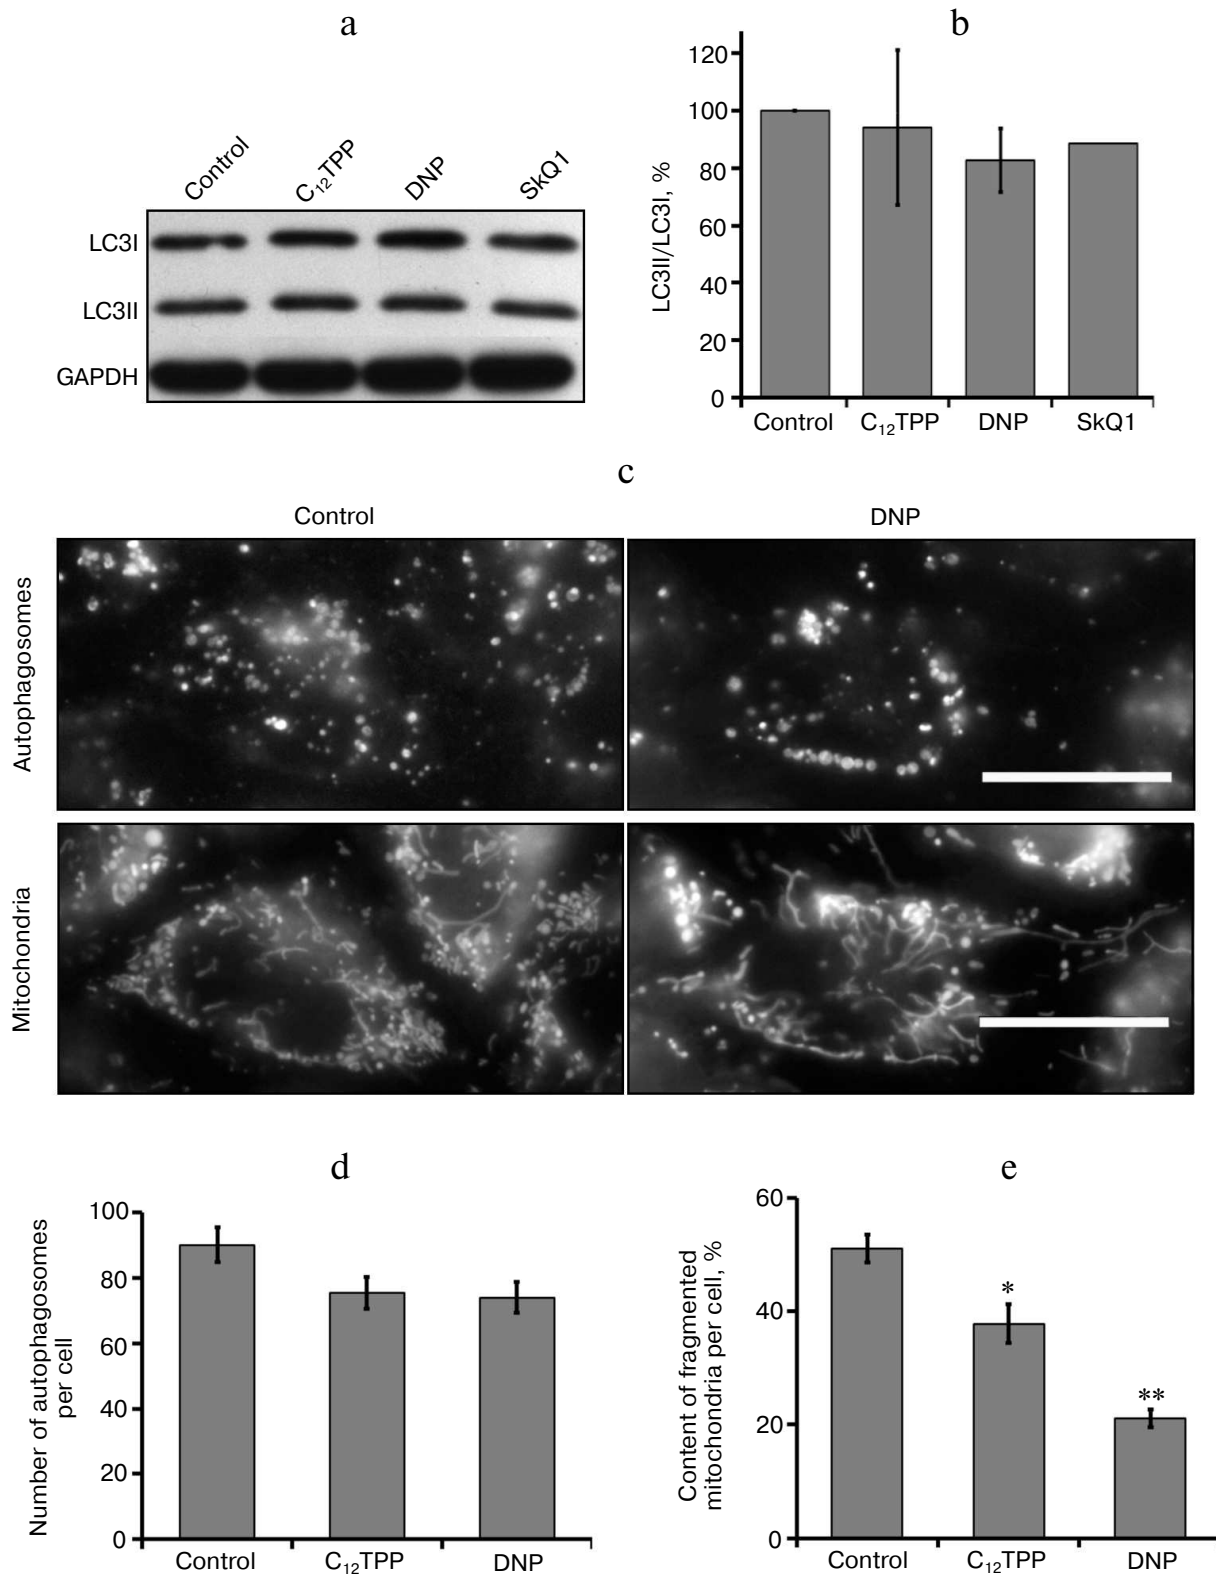 a
Control
C₁₂TPP
DNP
SkQ1
LC3I
LC3II
GAPDH
b
LC3II/LC3I, %
120
100
80
60
40
20
0
Control
C₁₂TPP
DNP
SkQ1
c
Control
DNP
Autophagosomes
Mitochondria
d
Number of autophagosomes
per cell
100
80
60
40
20
0
Control
C₁₂TPP
DNP
e
Content of fragmented
mitochondria per cell, %
60
40
20
0
*
**
Control
C₁₂TPP
DNP